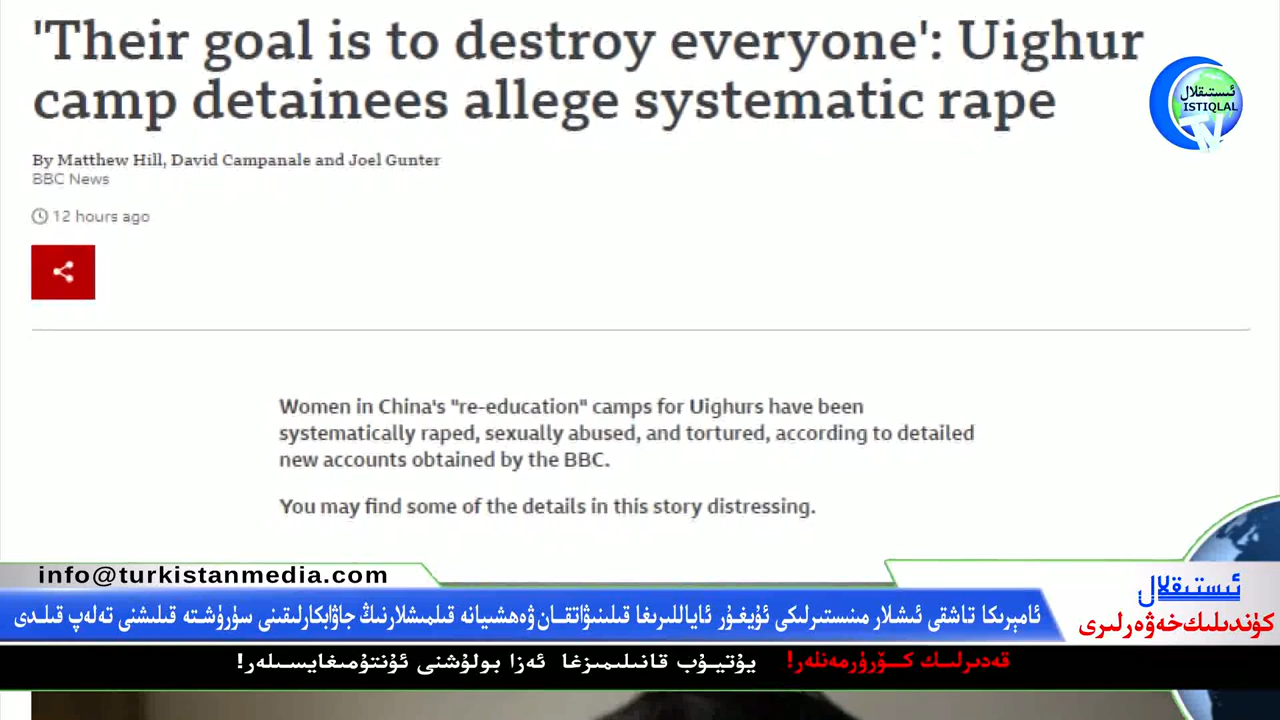 'Their goal is to destroy everyone': Uighur
camp detainees allege systematic rape
ئىستىقلال
ISTIQLAL
TV
By Matthew Hill, David Campanale and Joel Gunter
BBC News
12 hours ago
Women in China's "re-education" camps for Uighurs have been
systematically raped, sexually abused, and tortured, according to detailed
new accounts obtained by the BBC.
You may find some of the details in this story distressing.
info@turkistanmedia.com
ئىستىقلال
كۈندىلىك خەۋەرلىرى
ئامېرىكا تاشقى ئىشلار مىنىستىرلىكى ئۇيغۇر ئاياللىرىغا قىلىنىۋاتقان ۋەھشىيانە قىلمىشلارنىڭ جاۋابكارلىقىنى سۈرۈشتە قىلىشنى تەلەپ قىلدى
قەدىرلىك كۆرۈرمەنلەر! يۇتيۇب قانىلىمىزغا ئەزا بولۇشنى ئۇنتۇمىغايسىلەر!